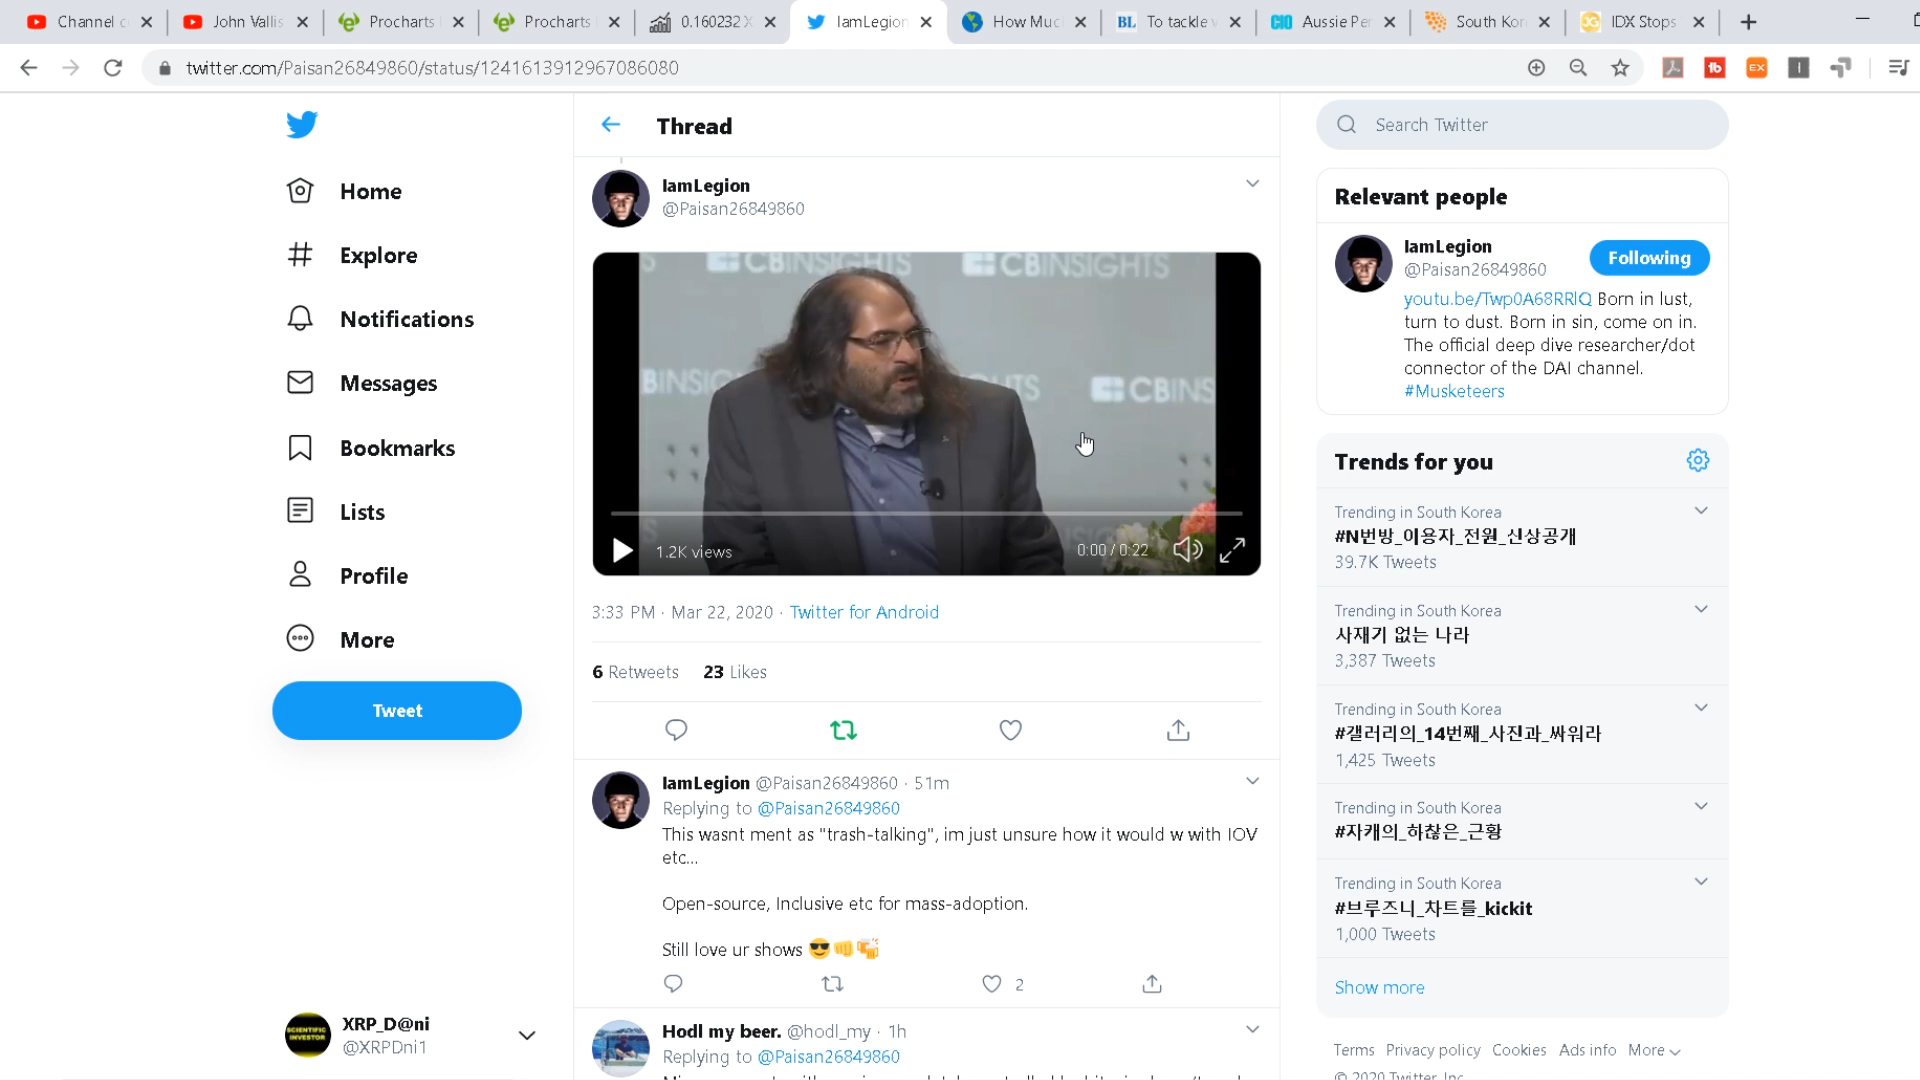 Channel c
John Vallis
Procharts
Procharts
0.160232 X
IamLegion
How Muc
BL To tackle v
CIO Aussie Per
South Kor
IDX Stops
twitter.com/Paisan26849860/status/1241613912967086080
Home
Explore
Notifications
Messages
Bookmarks
Lists
Profile
More
Tweet
XRP_D@ni
@XRPDni1
SCIENTIFIC
INVESTOR
Thread
IamLegion
@Paisan26849860
CBINSIGHTS
CBINSIGHTS
BINSIG
HTS
CBINS
1.2K views
0:00 / 0:22
3:33 PM · Mar 22, 2020 · Twitter for Android
6 Retweets 23 Likes
IamLegion @Paisan26849860 · 51m
Replying to @Paisan26849860
This wasnt ment as "trash-talking", im just unsure how it would w with IOV
etc...
Open-source, Inclusive etc for mass-adoption.
Still love ur shows 😎👊🍻
2
Hodl my beer. @hodl_my · 1h
Replying to @Paisan26849860
Search Twitter
Relevant people
IamLegion
@Paisan26849860
Following
youtu.be/Twp0A68RRlQ Born in lust,
turn to dust. Born in sin, come on in.
The official deep dive researcher/dot
connector of the DAI channel.
#Musketeers
Trends for you
Trending in South Korea
#N번방_이용자_전원_신상공개
39.7K Tweets
Trending in South Korea
사재기 없는 나라
3,387 Tweets
Trending in South Korea
#갤러리의_14번째_사진과_싸워라
1,425 Tweets
Trending in South Korea
#자캐의_하찮은_근황
Trending in South Korea
#브루즈니_차트를_kickit
1,000 Tweets
Show more
Terms Privacy policy Cookies Ads info More
© 2020 Twitter, Inc.